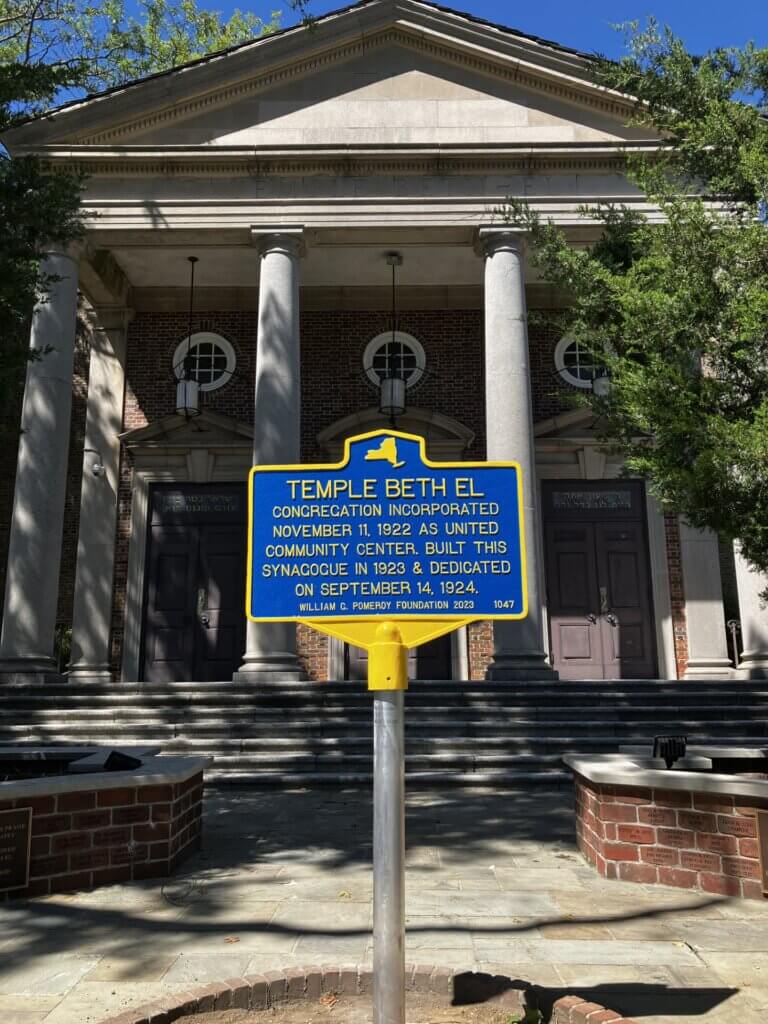 TEMPLE BETH EL
CONGREGATION INCORPORATED
NOVEMBER 11, 1922 AS UNITED
COMMUNITY CENTER. BUILT THIS
SYNAGOGUE IN 1923 & DEDICATED
ON SEPTEMBER 14, 1924.
WILLIAM G. POMEROY FOUNDATION 2023 1047